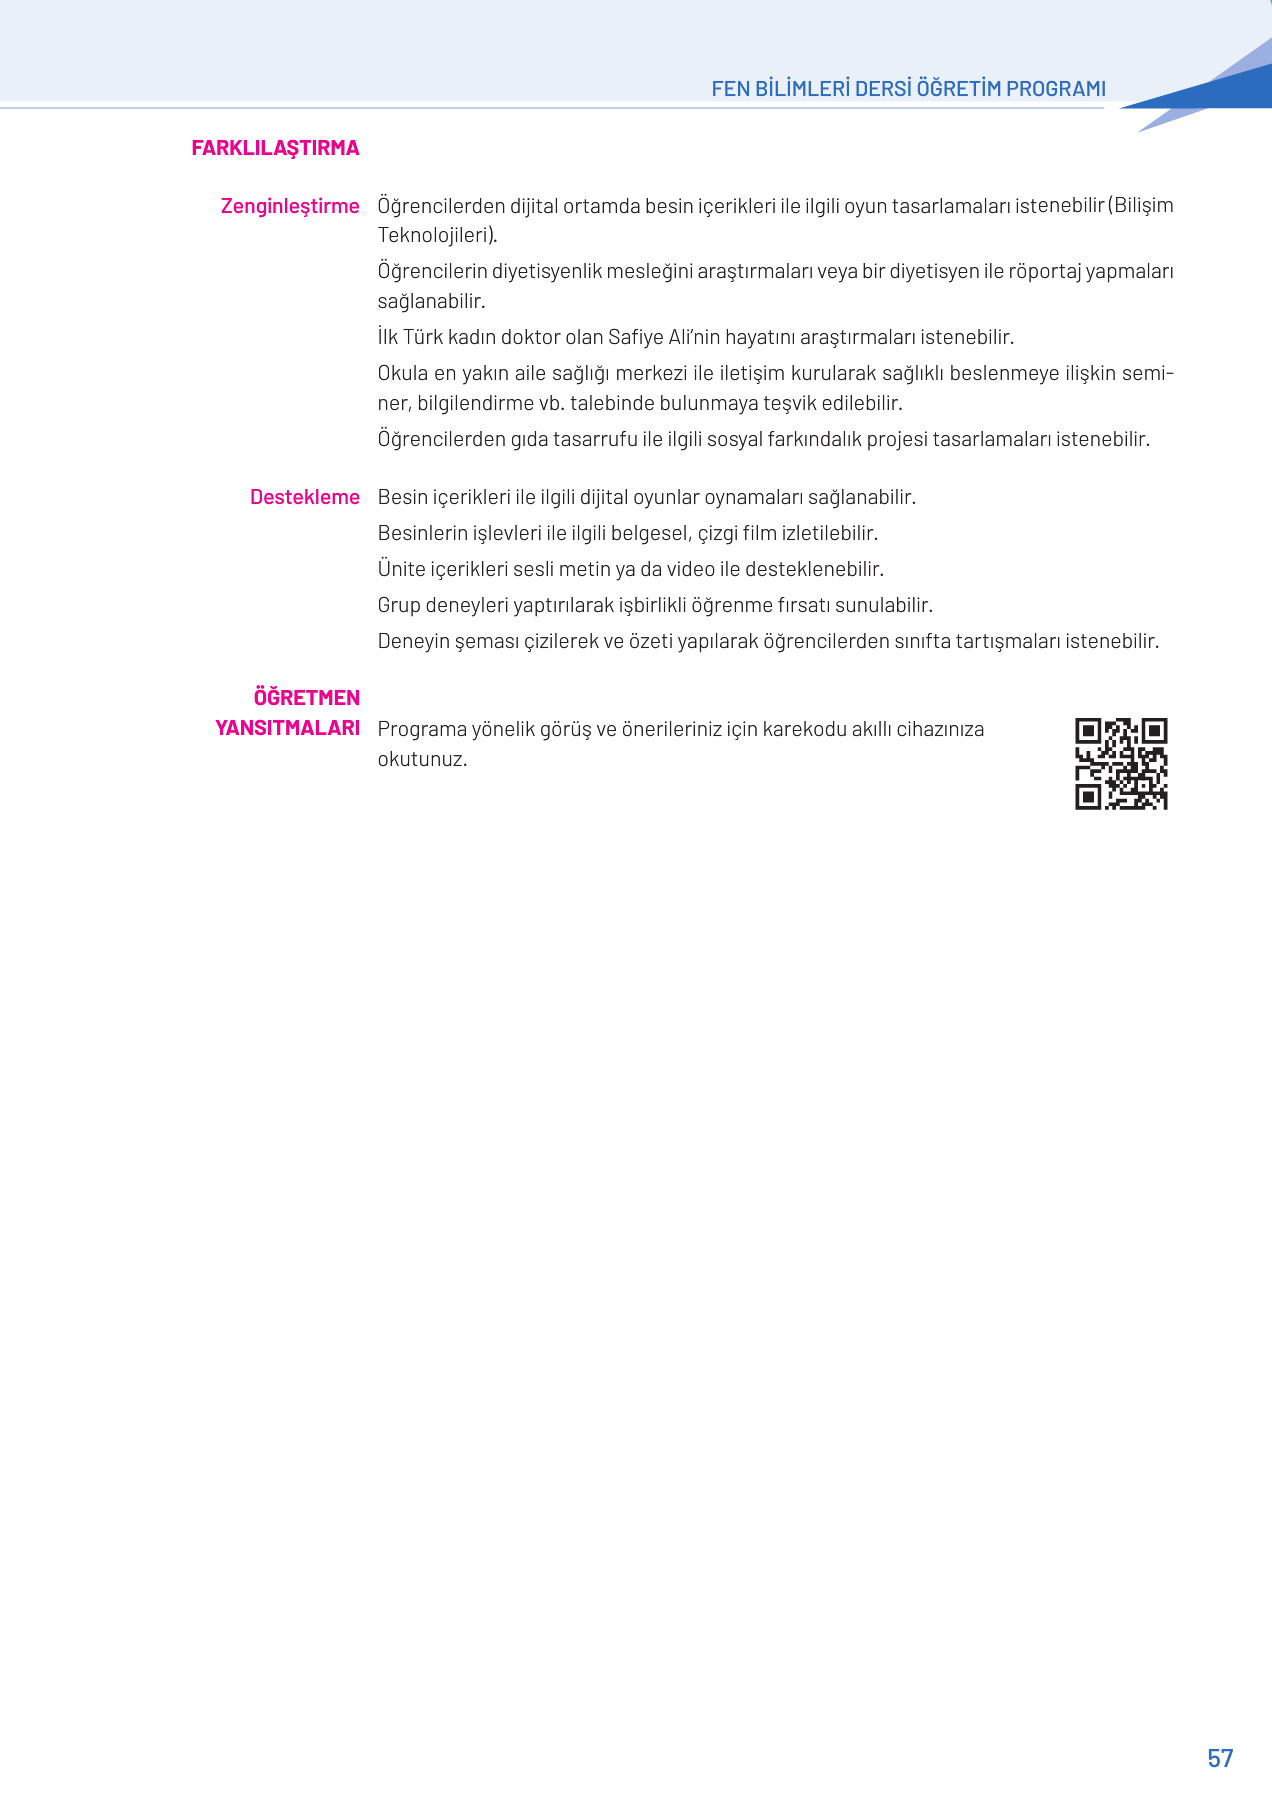 FEN BİLİMLERİ DERSİ ÖĞRETİM PROGRAMI
FARKLILAŞTIRMA
Zenginleştirme Öğrencilerden dijital ortamda besin içerikleri ile ilgili oyun tasarlamaları istenebilir (Bilişim
Teknolojileri).
Öğrencilerin diyetisyenlik mesleğini araştırmaları veya bir diyetisyen ile röportaj yapmaları
sağlanabilir.
İlk Türk kadın doktor olan Safiye Ali’nin hayatını araştırmaları istenebilir.
Okula en yakın aile sağlığı merkezi ile iletişim kurularak sağlıklı beslenmeye ilişkin semi-
ner, bilgilendirme vb. talebinde bulunmaya teşvik edilebilir.
Öğrencilerden gıda tasarrufu ile ilgili sosyal farkındalık projesi tasarlamaları istenebilir.
Destekleme Besin içerikleri ile ilgili dijital oyunlar oynamaları sağlanabilir.
Besinlerin işlevleri ile ilgili belgesel, çizgi film izletilebilir.
Ünite içerikleri sesli metin ya da video ile desteklenebilir.
Grup deneyleri yaptırılarak işbirlikli öğrenme fırsatı sunulabilir.
Deneyin şeması çizilerek ve özeti yapılarak öğrencilerden sınıfta tartışmaları istenebilir.
ÖĞRETMEN
YANSITMALARI Programa yönelik görüş ve önerileriniz için karekodu akıllı cihazınıza
okutunuz.
57